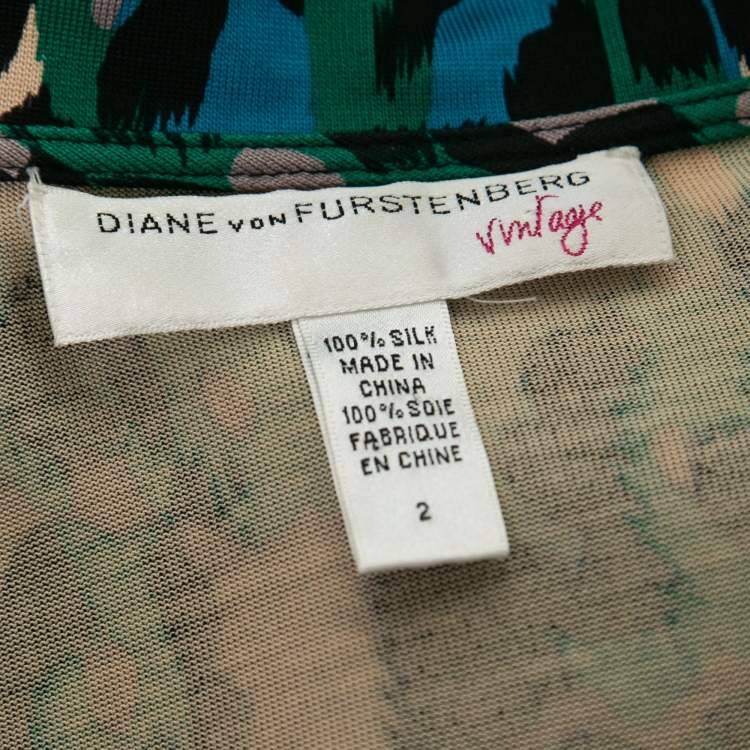 DIANE VON FURSTENBERG
vintage
100% SILK
MADE IN
CHINA
100% SOIE
FABRIQUE
EN CHINE
2